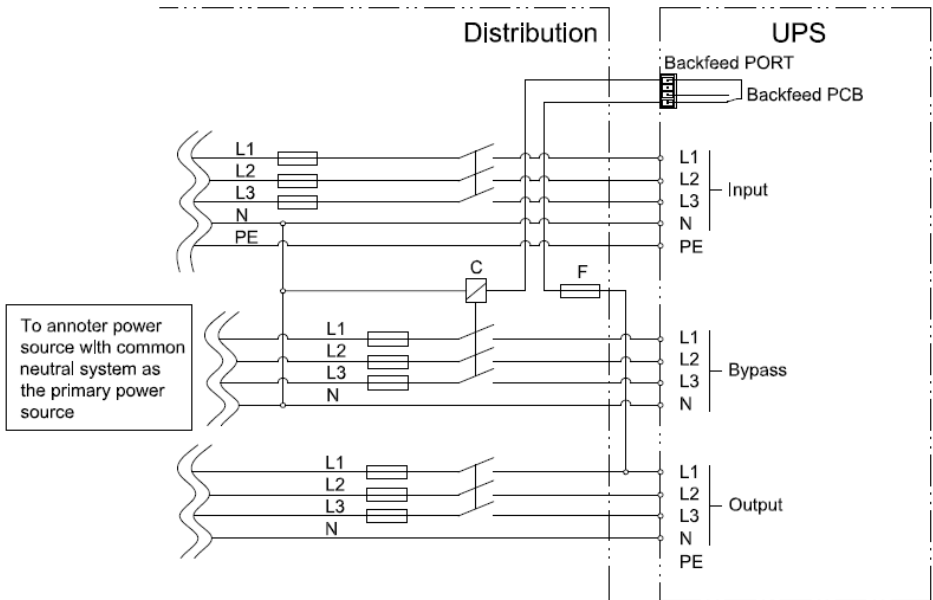 Distribution
UPS
Backfeed PORT
Backfeed PCB
L1
L2
L3
N
PE
L1
L2
L3
N
PE
Input
C
F
To annoter power
source with common
neutral system as
the primary power
source
L1
L2
L3
N
L1
L2
L3
N
Bypass
L1
L2
L3
N
L1
L2
L3
N
PE
Output